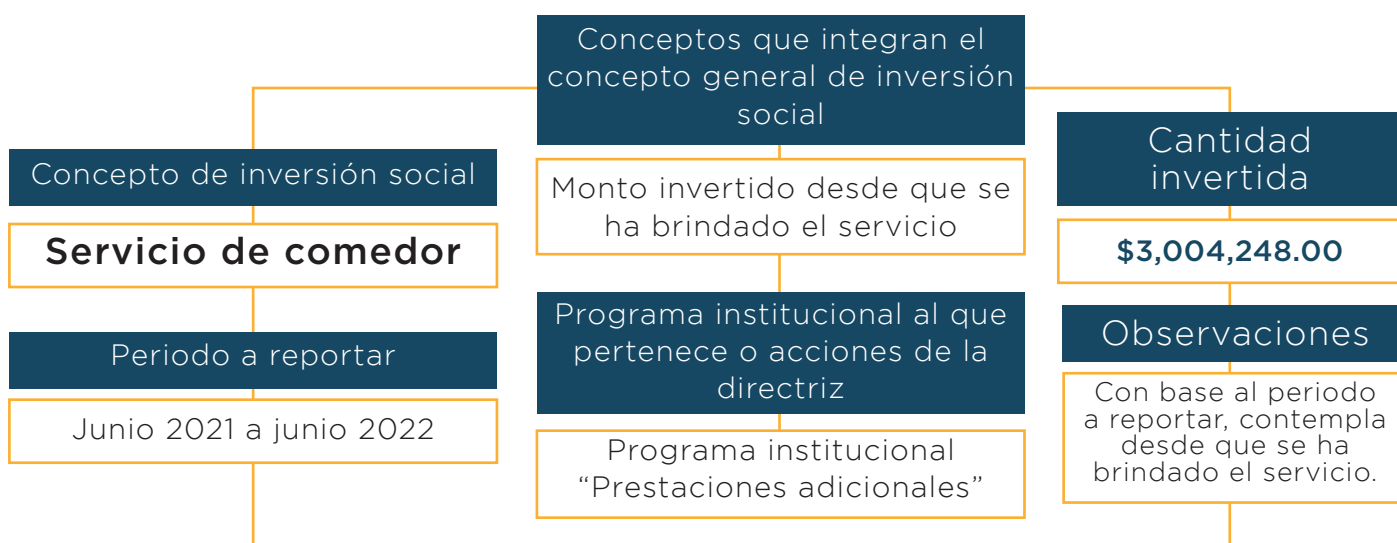 Concepto de inversión social
Servicio de comedor
Periodo a reportar
Junio 2021 a junio 2022
Conceptos que integran el
concepto general de inversión
social
Monto invertido desde que se
ha brindado el servicio
Programa institucional al que
pertenece o acciones de la
directriz
Programa institucional
“Prestaciones adicionales”
Cantidad
invertida
$3,004,248.00
Observaciones
Con base al periodo
a reportar, contempla
desde que se ha
brindado el servicio.